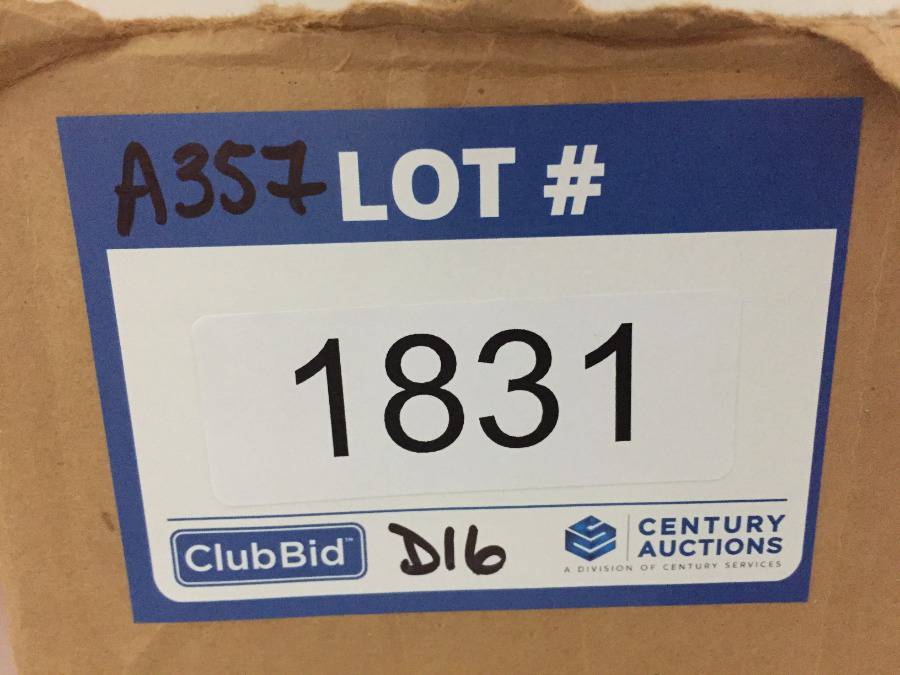 A357 LOT #
1831
ClubBid™ D16 CENTURY AUCTIONS
A DIVISION OF CENTURY SERVICES